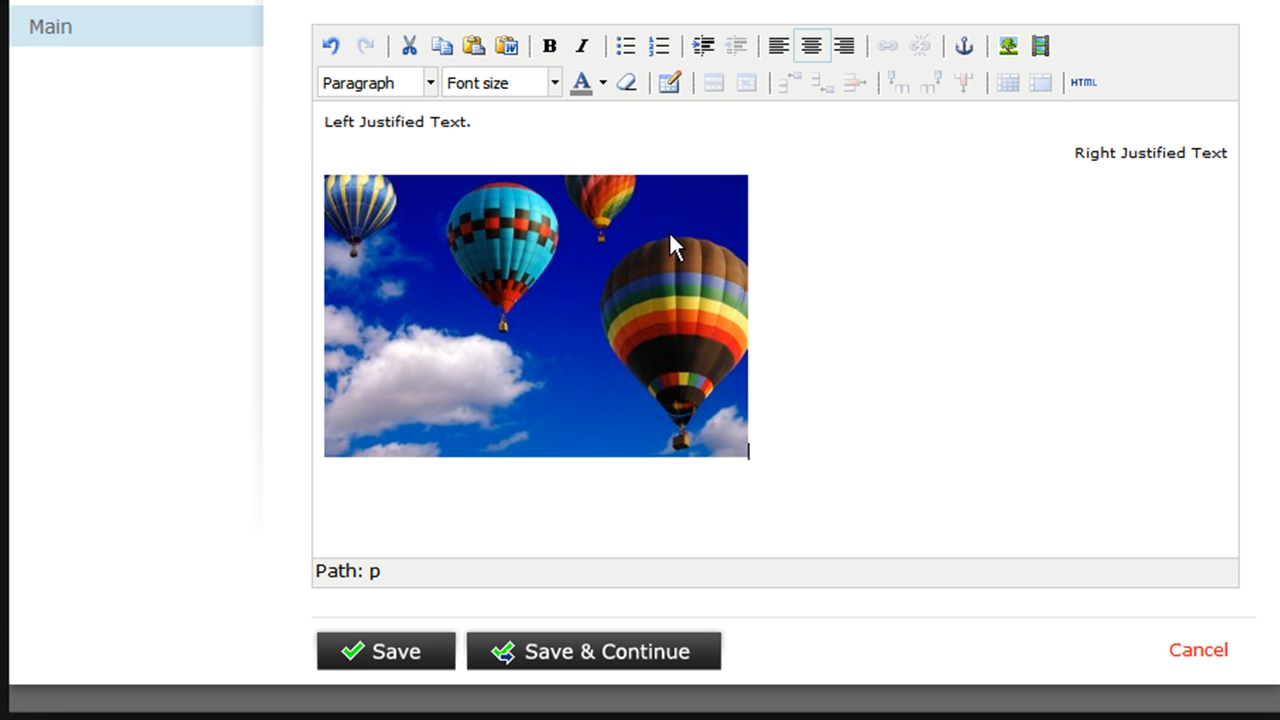 Main
B I
Paragraph Font size A HTML
Left Justified Text.
Right Justified Text
Path: p
Save Save & Continue Cancel